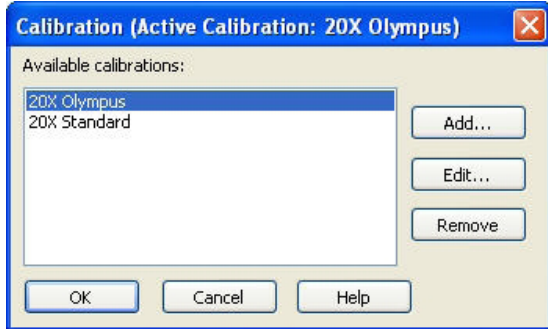 Calibration (Active Calibration: 20X Olympus)
Available calibrations:
20X Olympus
20X Standard
Add...
Edit...
Remove
OK Cancel Help